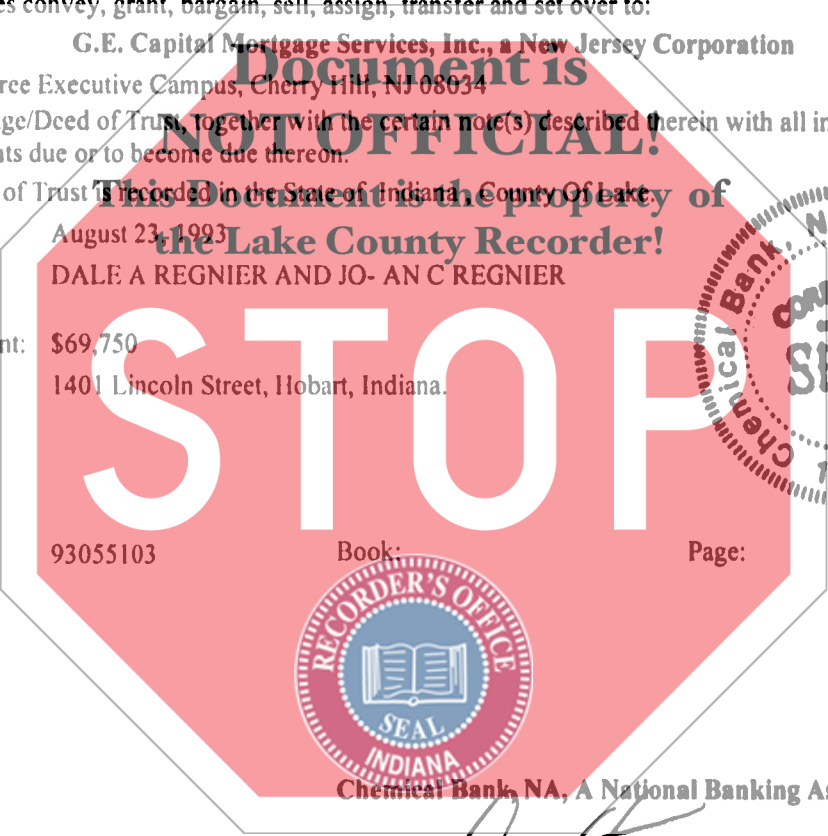 es convey, grant, bargain, sell, assign, transfer and set over to:
G.E. Capital Mortgage Services, Inc., a New Jersey Corporation
Document is
ree Executive Campus, Cherry Hill, NJ 08034
ge/Deed of Trust, together with the certain note(s) described therein with all in
NOT OFFICIAL!
nts due or to become due thereon.
of Trust is recorded in the State of Indiana, County Of Lake.
This Document is the property of
August 23, 1993
the Lake County Recorder!
DALE A REGNIER AND JO- AN C REGNIER
nt: $69,750
1401 Lincoln Street, Hobart, Indiana.
Chemical Bank, N
STOP
93055103 Book: Page:
RECORDER'S OFFICE
SEAL
INDIANA
Chemical Bank, NA, A National Banking As